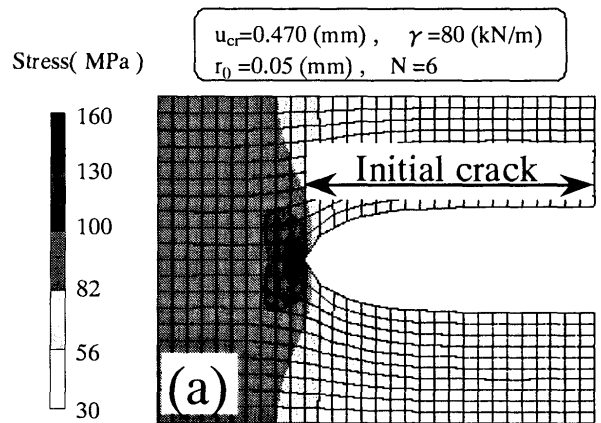 u_cr=0.470 (mm) , γ=80 (kN/m)
r_0 =0.05 (mm) , N =6
Stress( MPa)
160
130
100
82
56
30
Initial crack
(a)